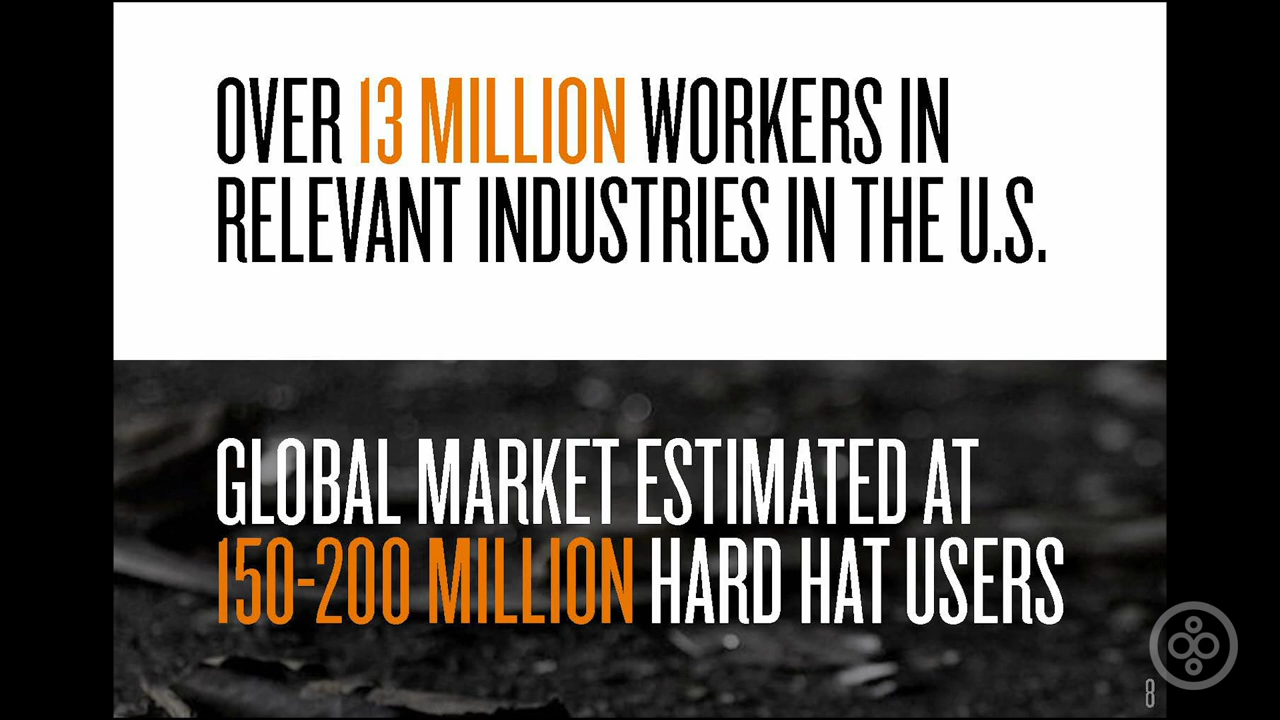 OVER 13 MILLION WORKERS IN
RELEVANT INDUSTRIES IN THE U.S.
GLOBAL MARKET ESTIMATED AT
150-200 MILLION HARD HAT USERS
8